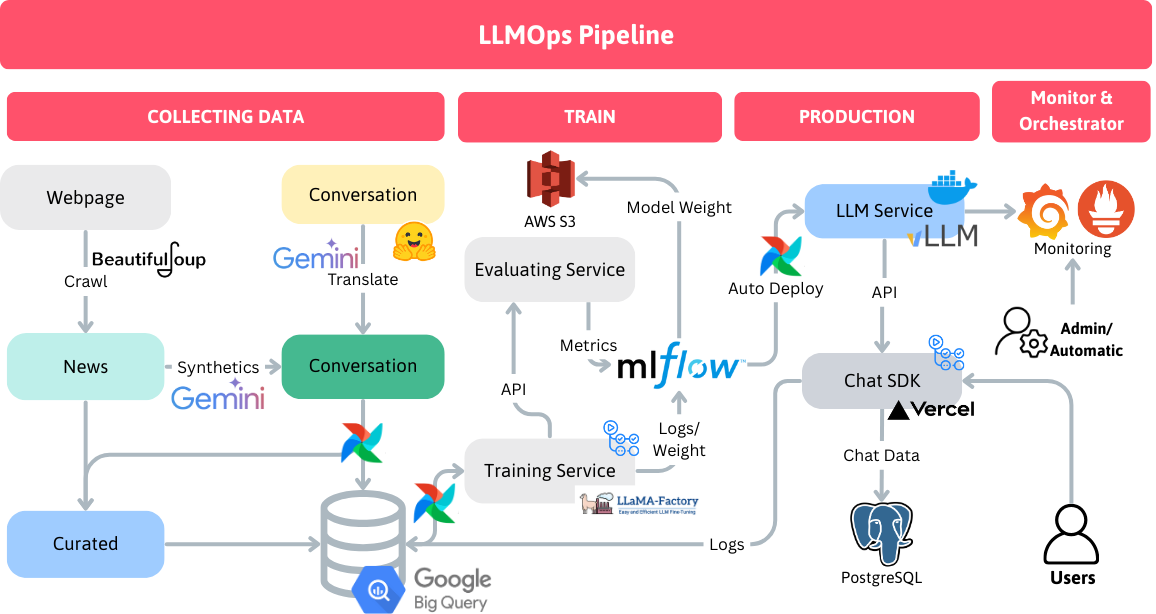 LLMOps Pipeline
COLLECTING DATA
TRAIN
PRODUCTION
Monitor &
Orchestrator
Webpage
Conversation
AWS S3
Model Weight
LLM Service
vLLM
Monitoring
BeautifulSoup
Crawl
Gemini
Translate
Evaluating Service
Auto Deploy
API
Admin/
Automatic
News
Synthetics
Gemini
Conversation
Metrics
mlflow™
Chat SDK
Vercel
API
Logs/
Weight
Training Service
LLaMA-Factory
Easy and Efficient LLM Fine-Tuning
Chat Data
Curated
Logs
PostgreSQL
Users
Google
Big Query